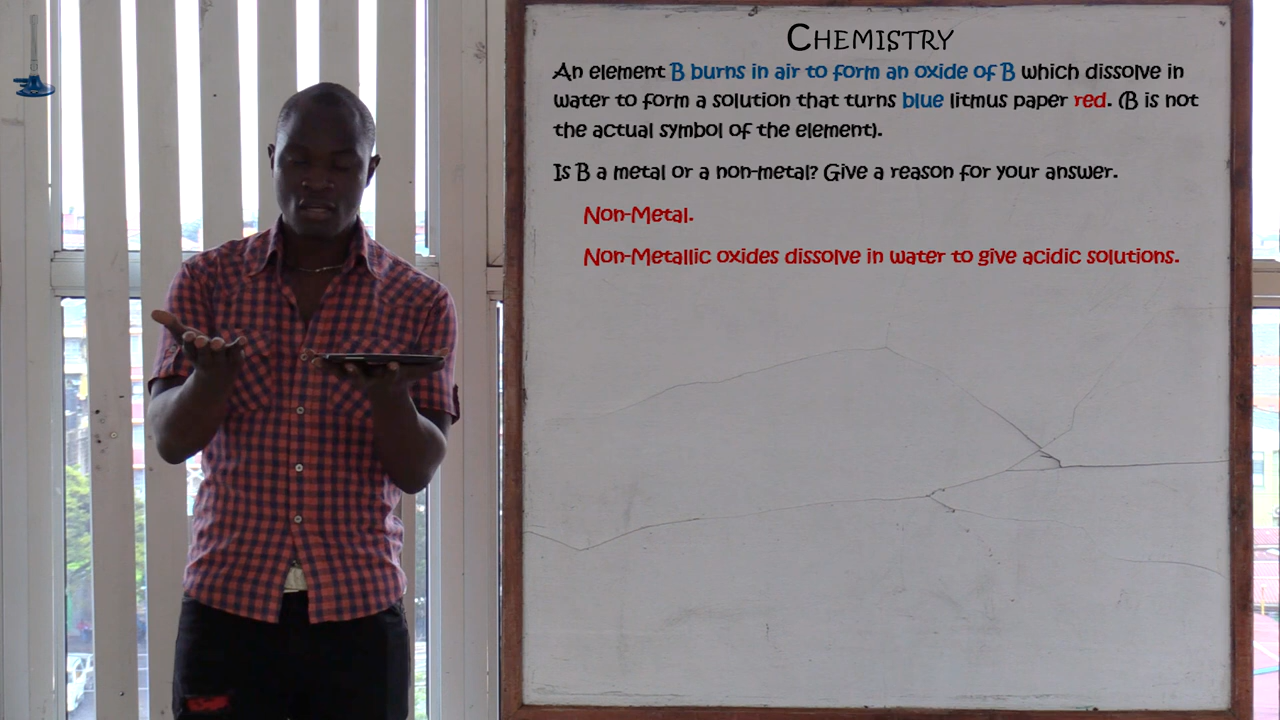 CHEMISTRY
An element B burns in air to form an oxide of B which dissolve in
water to form a solution that turns blue litmus paper red. (B is not
the actual symbol of the element).
Is B a metal or a non-metal? Give a reason for your answer.
Non-Metal.
Non-Metallic oxides dissolve in water to give acidic solutions.